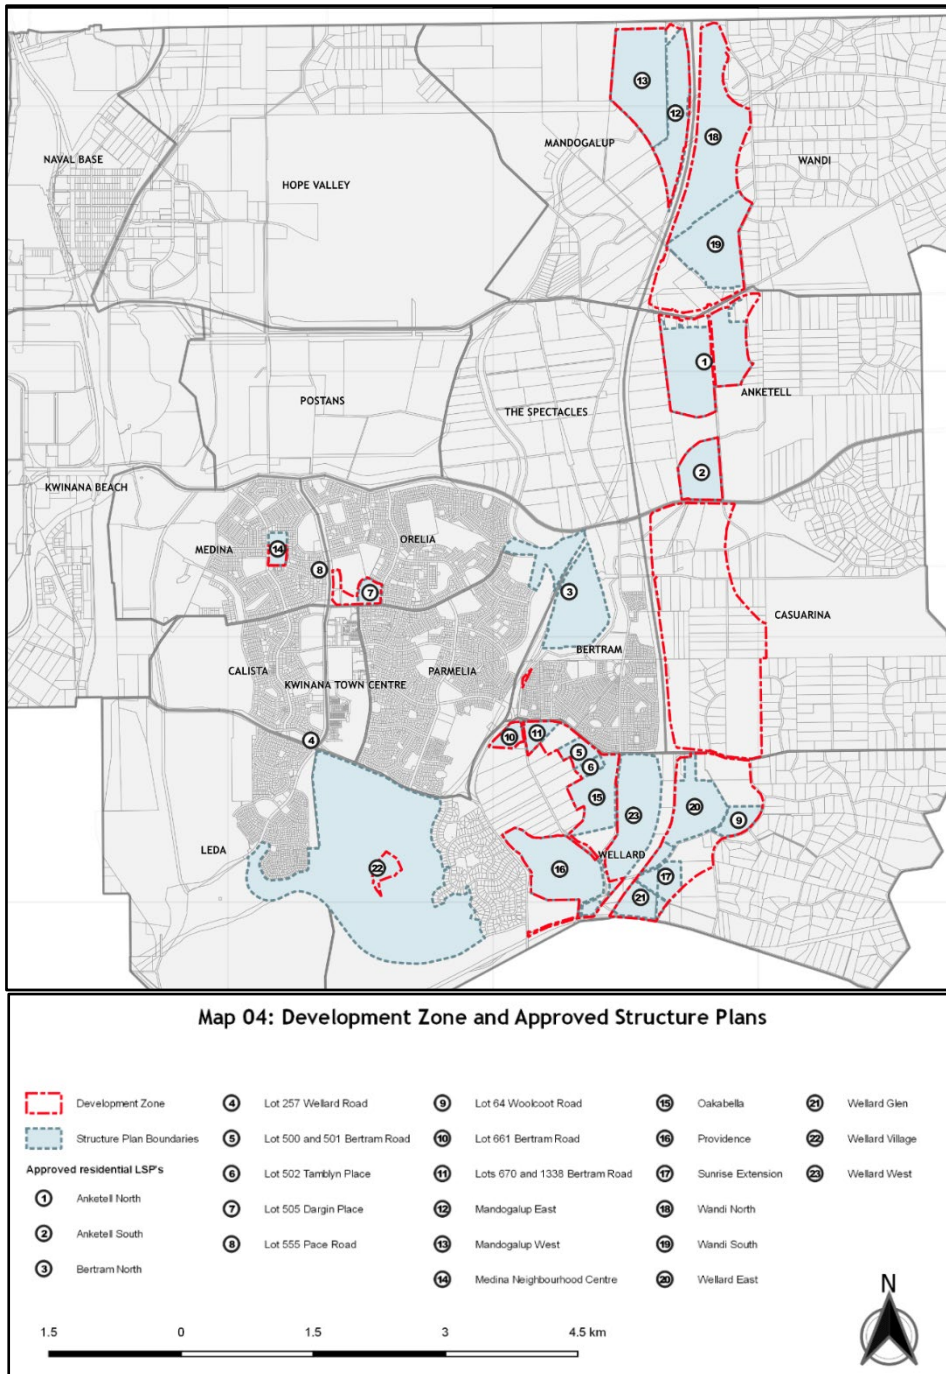 13
12
MANDOGALUP
18
NAVAL BASE
WANDI
HOPE VALLEY
19
1
ANKETELL
POSTANS
THE SPECTACLES
2
KWINANA BEACH
ORELIA
MEDINA
14
8
7
3
CASUARINA
BERTRAM
CALISTA
PARMELIA
KWINANA TOWN CENTRE
4
10
11
5
6
15
20
23
9
LEDA
WELLARD
22
16
17
21
Map 04: Development Zone and Approved Structure Plans
Development Zone
Structure Plan Boundaries
Approved residential LSP's
1 Anketell North
2 Anketell South
3 Bertram North
4 Lot 257 Wellard Road
5 Lot 500 and 501 Bertram Road
6 Lot 502 Tamblyn Place
7 Lot 505 Dargin Place
8 Lot 555 Pace Road
9 Lot 64 Woolcoot Road
10 Lot 661 Bertram Road
11 Lots 670 and 1338 Bertram Road
12 Mandogalup East
13 Mandogalup West
14 Medina Neighbourhood Centre
15 Oakabella
16 Providence
17 Sunrise Extension
18 Wandi North
19 Wandi South
20 Wellard East
21 Wellard Glen
22 Wellard Village
23 Wellard West
N
1.5 0 1.5 3 4.5 km